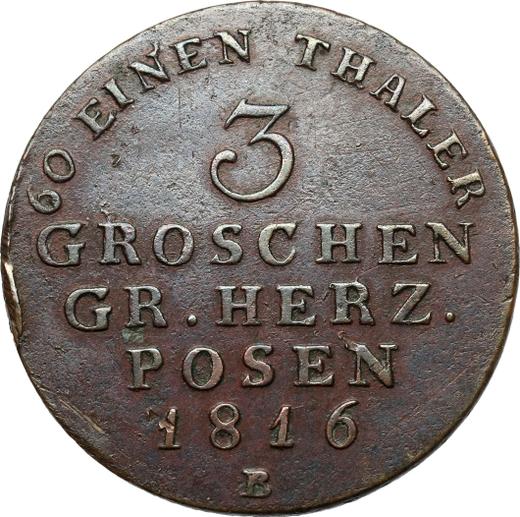 60 EINEN THALER
3
GROSCHEN
GR. HERZ.
POSEN
1816
B